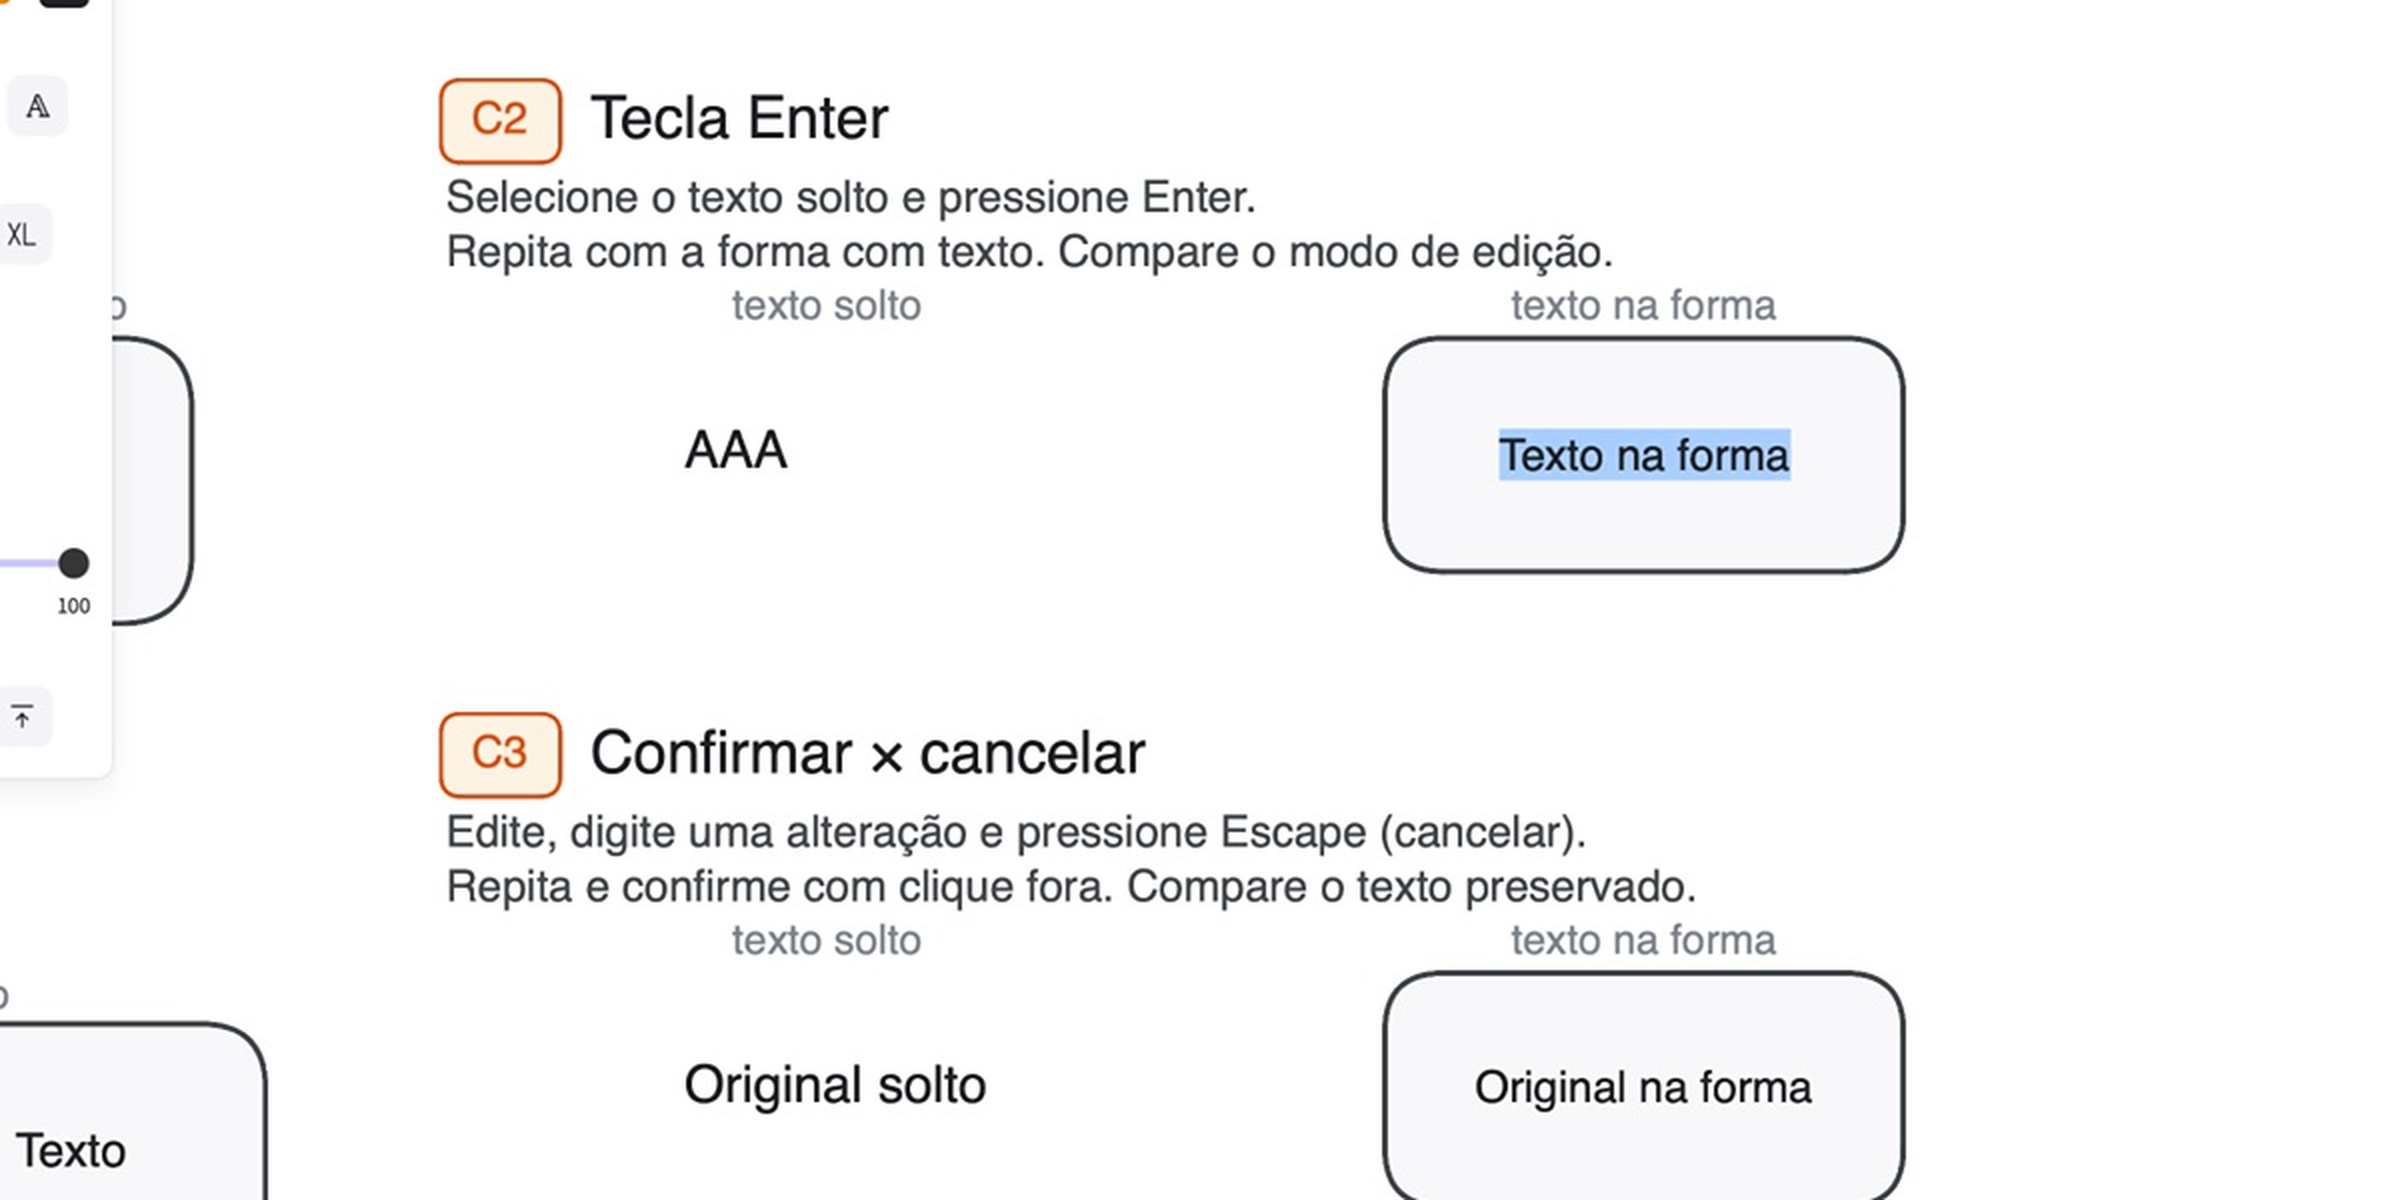 A
XL
100
o
C2 Tecla Enter
Selecione o texto solto e pressione Enter.
Repita com a forma com texto. Compare o modo de edição.
texto solto
texto na forma
AAA
Texto na forma
C3 Confirmar × cancelar
Edite, digite uma alteração e pressione Escape (cancelar).
Repita e confirme com clique fora. Compare o texto preservado.
texto solto
texto na forma
Original solto
Original na forma
o
Texto